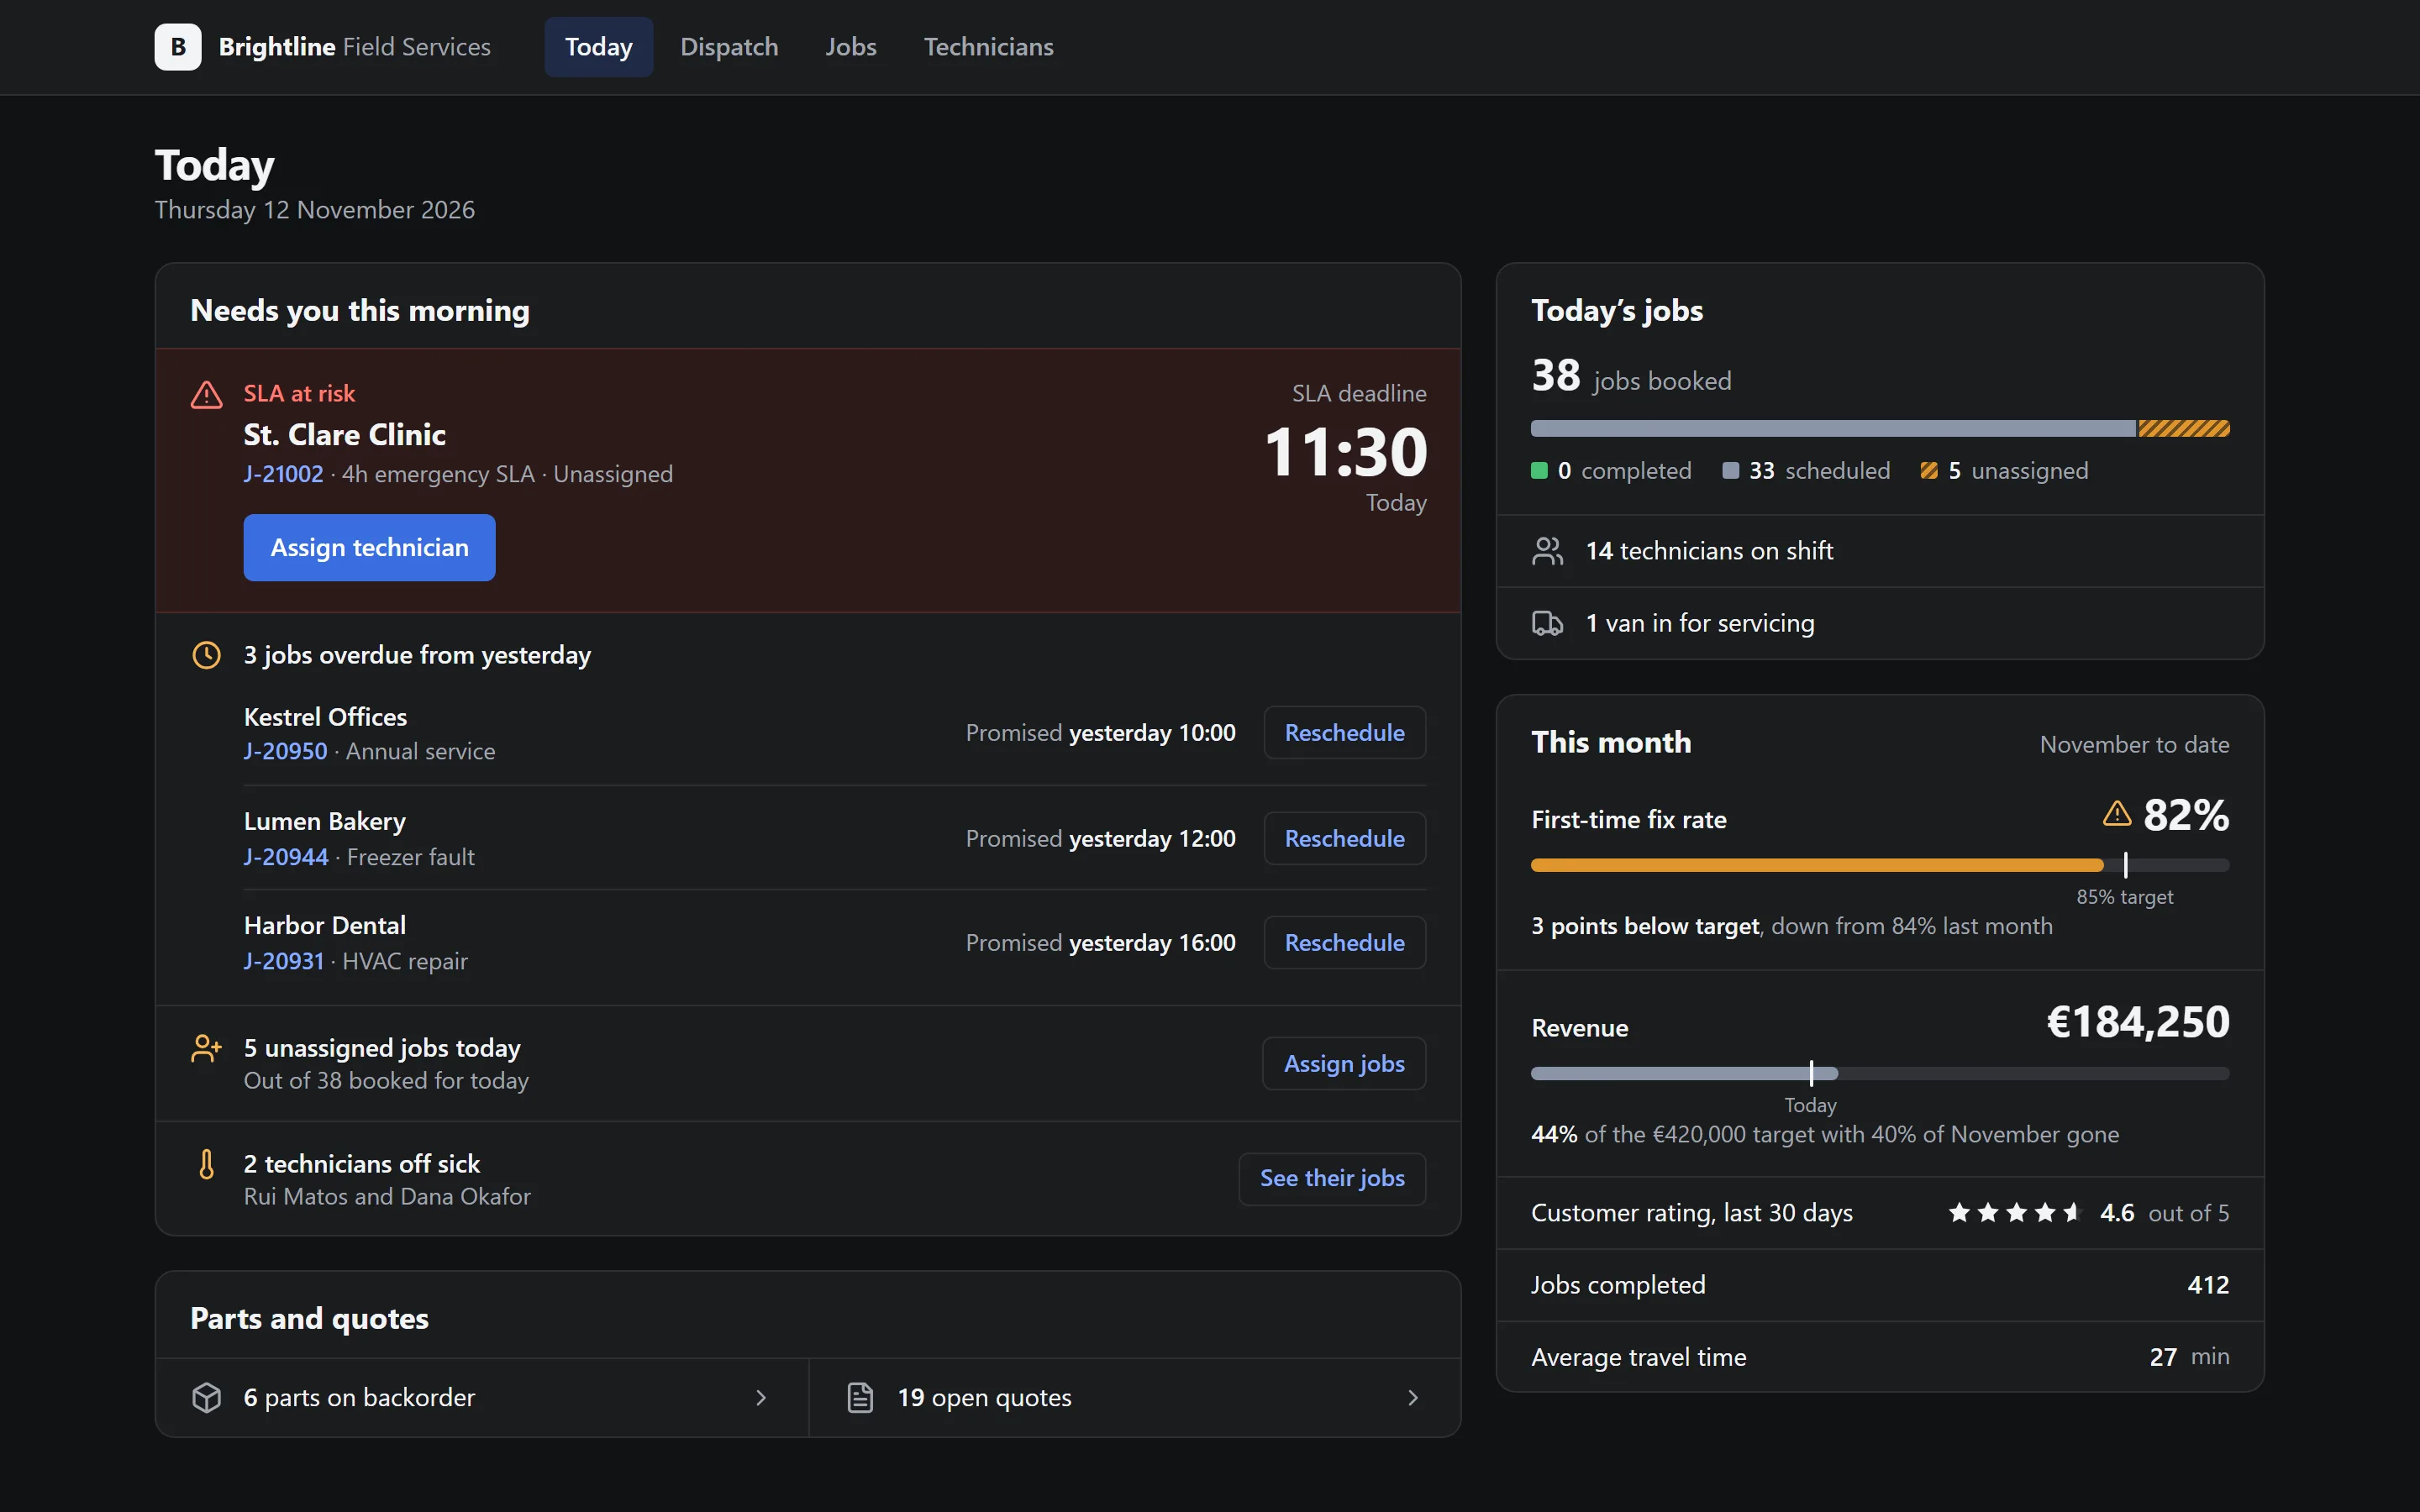 B Brightline Field Services Today Dispatch Jobs Technicians
Today
Thursday 12 November 2026
Needs you this morning
SLA at risk
St. Clare Clinic
J-21002 · 4h emergency SLA · Unassigned
Assign technician
SLA deadline
11:30
Today
3 jobs overdue from yesterday
Kestrel Offices
J-20950 · Annual service
Promised yesterday 10:00 Reschedule
Lumen Bakery
J-20944 · Freezer fault
Promised yesterday 12:00 Reschedule
Harbor Dental
J-20931 · HVAC repair
Promised yesterday 16:00 Reschedule
5 unassigned jobs today
Out of 38 booked for today
Assign jobs
2 technicians off sick
Rui Matos and Dana Okafor
See their jobs
Parts and quotes
6 parts on backorder
19 open quotes
Today’s jobs
38 jobs booked
0 completed 33 scheduled 5 unassigned
14 technicians on shift
1 van in for servicing
This month November to date
First-time fix rate 82%
85% target
3 points below target, down from 84% last month
Revenue €184,250
Today
44% of the €420,000 target with 40% of November gone
Customer rating, last 30 days 4.6 out of 5
Jobs completed 412
Average travel time 27 min